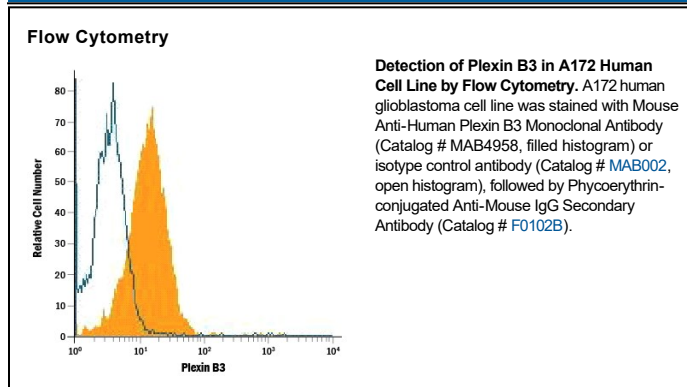 Flow Cytometry
Detection of Plexin B3 in A172 Human
Cell Line by Flow Cytometry. A172 human
glioblastoma cell line was stained with Mouse
Anti-Human Plexin B3 Monoclonal Antibody
(Catalog # MAB4958, filled histogram) or
isotype control antibody (Catalog # MAB002,
open histogram), followed by Phycoerythrin-
conjugated Anti-Mouse IgG Secondary
Antibody (Catalog # F0102B).
Relative Cell Number
80
70
60
50
40
30
20
10
0
10⁰ 10¹ 10² 10³ 10⁴
Plexin B3